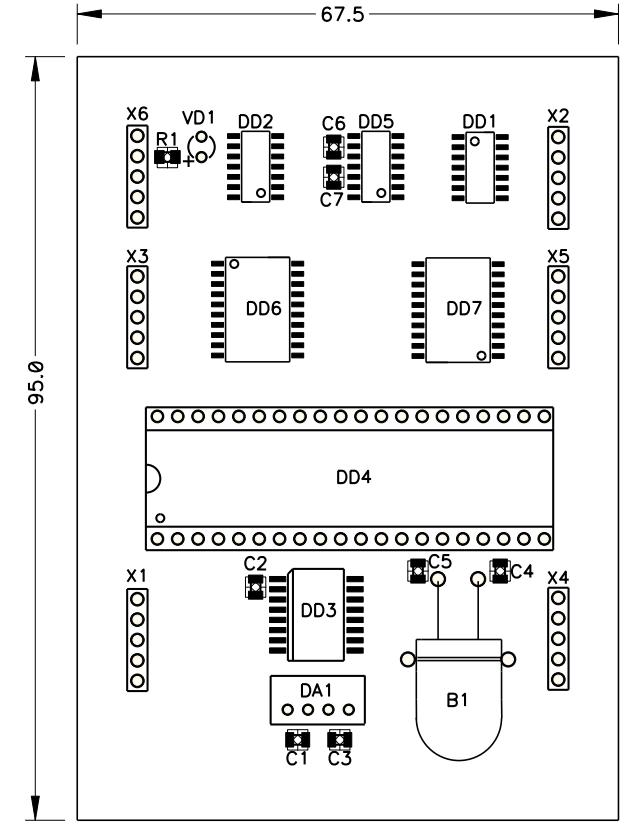 67.5
X6
VD1
R1
+
DD2
C6
DD5
DD1
X2
C7
X3
X5
DD6
DD7
95.0
DD4
C2
C5
C4
X1
X4
DD3
DA1
B1
C1
C3